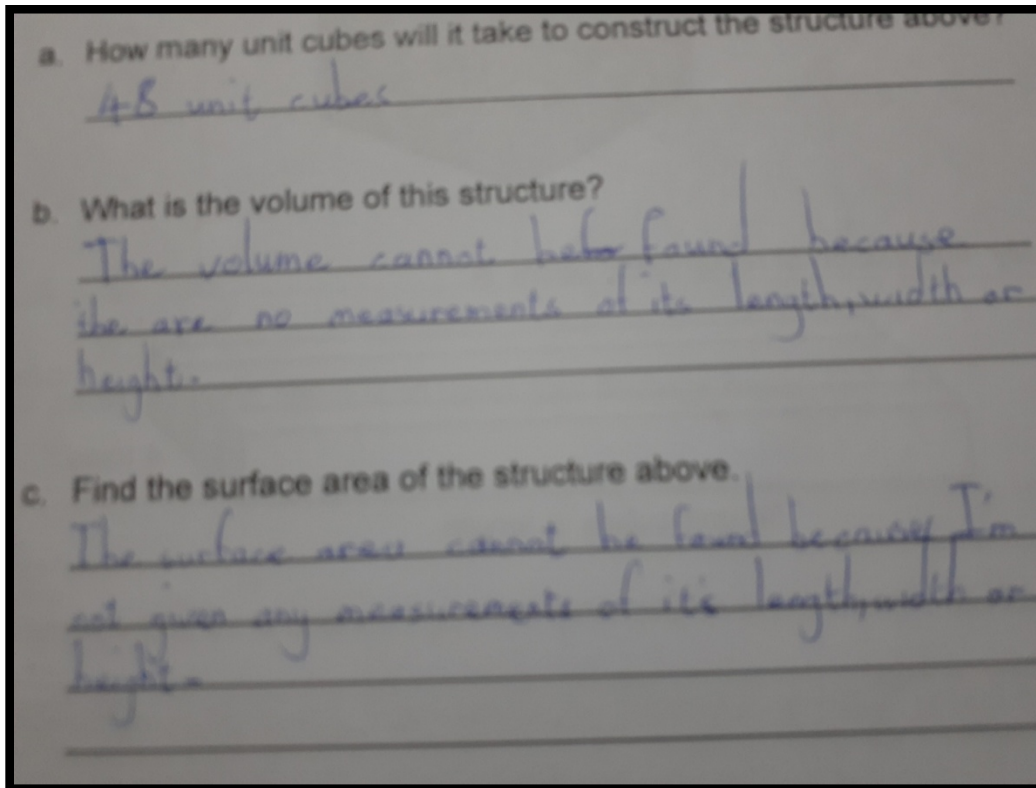 a. How many unit cubes will it take to construct the structure above?
48 unit cubes
b. What is the volume of this structure?
The volume cannot be found because
the are no measurements of its length, width or
height.
c. Find the surface area of the structure above.
The surface area cannot be found because I'm
not given any measurements of it's length, width or
height.